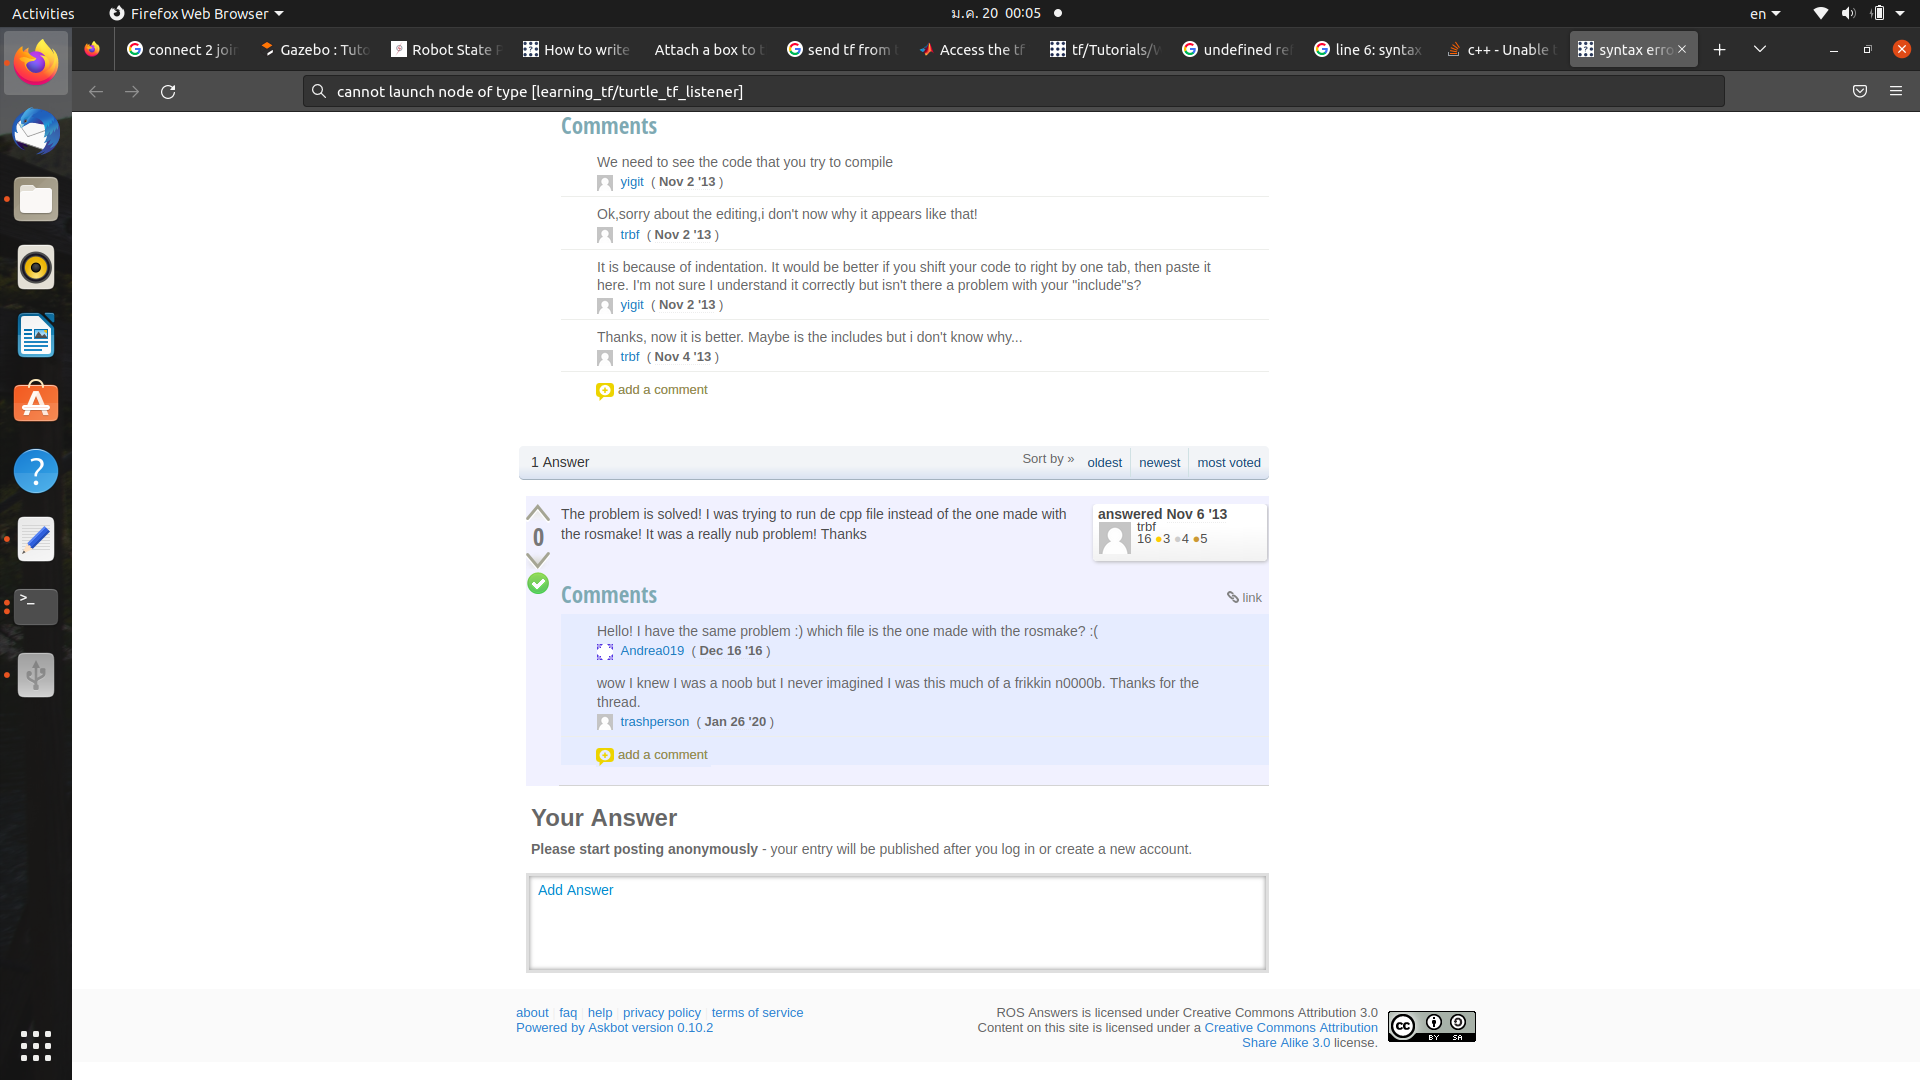 Activities
Firefox Web Browser
ม.ค. 20 00:05
en
connect 2 join
Gazebo : Tuto
Robot State P
How to write
Attach a box to t
send tf from t
Access the tf
tf/Tutorials/W
undefined ref
line 6: syntax
c++ - Unable t
syntax erro
cannot launch node of type [learning_tf/turtle_tf_listener]
Comments
We need to see the code that you try to compile
yigit ( Nov 2 '13 )
Ok,sorry about the editing,i don't now why it appears like that!
trbf ( Nov 2 '13 )
It is because of indentation. It would be better if you shift your code to right by one tab, then paste it
here. I'm not sure I understand it correctly but isn't there a problem with your "include"s?
yigit ( Nov 2 '13 )
Thanks, now it is better. Maybe is the includes but i don't know why...
trbf ( Nov 4 '13 )
add a comment
1 Answer
Sort by » oldest newest most voted
0
The problem is solved! I was trying to run de cpp file instead of the one made with
the rosmake! It was a really nub problem! Thanks
answered Nov 6 '13
trbf
16 ●3 ●4 ●5
Comments
link
Hello! I have the same problem :) which file is the one made with the rosmake? :(
Andrea019 ( Dec 16 '16 )
wow I knew I was a noob but I never imagined I was this much of a frikkin n0000b. Thanks for the
thread.
trashperson ( Jan 26 '20 )
add a comment
Your Answer
Please start posting anonymously - your entry will be published after you log in or create a new account.
Add Answer
about faq help privacy policy terms of service
Powered by Askbot version 0.10.2
ROS Answers is licensed under Creative Commons Attribution 3.0
Content on this site is licensed under a Creative Commons Attribution
Share Alike 3.0 license.
cc BY SA